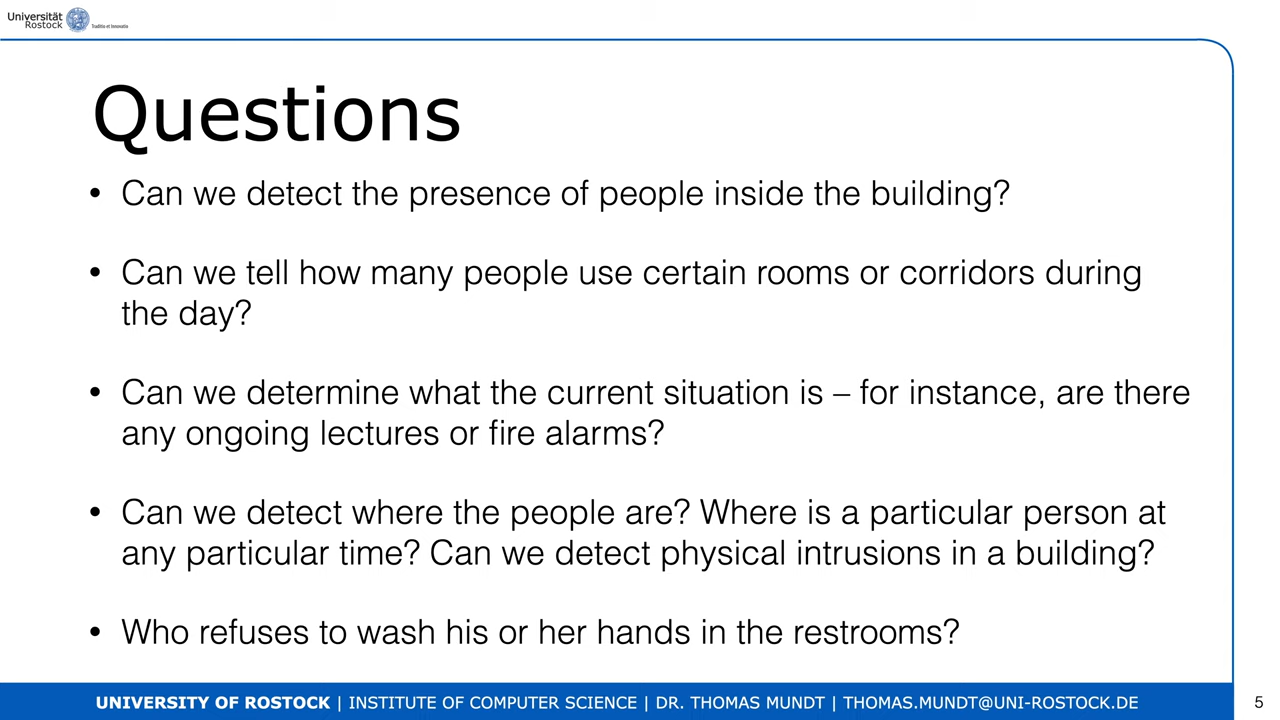 Universität
Rostock
Traditio et Innovatio
Questions
• Can we detect the presence of people inside the building?
• Can we tell how many people use certain rooms or corridors during
the day?
• Can we determine what the current situation is – for instance, are there
any ongoing lectures or fire alarms?
• Can we detect where the people are? Where is a particular person at
any particular time? Can we detect physical intrusions in a building?
• Who refuses to wash his or her hands in the restrooms?
UNIVERSITY OF ROSTOCK | INSTITUTE OF COMPUTER SCIENCE | DR. THOMAS MUNDT | THOMAS.MUNDT@UNI-ROSTOCK.DE
5